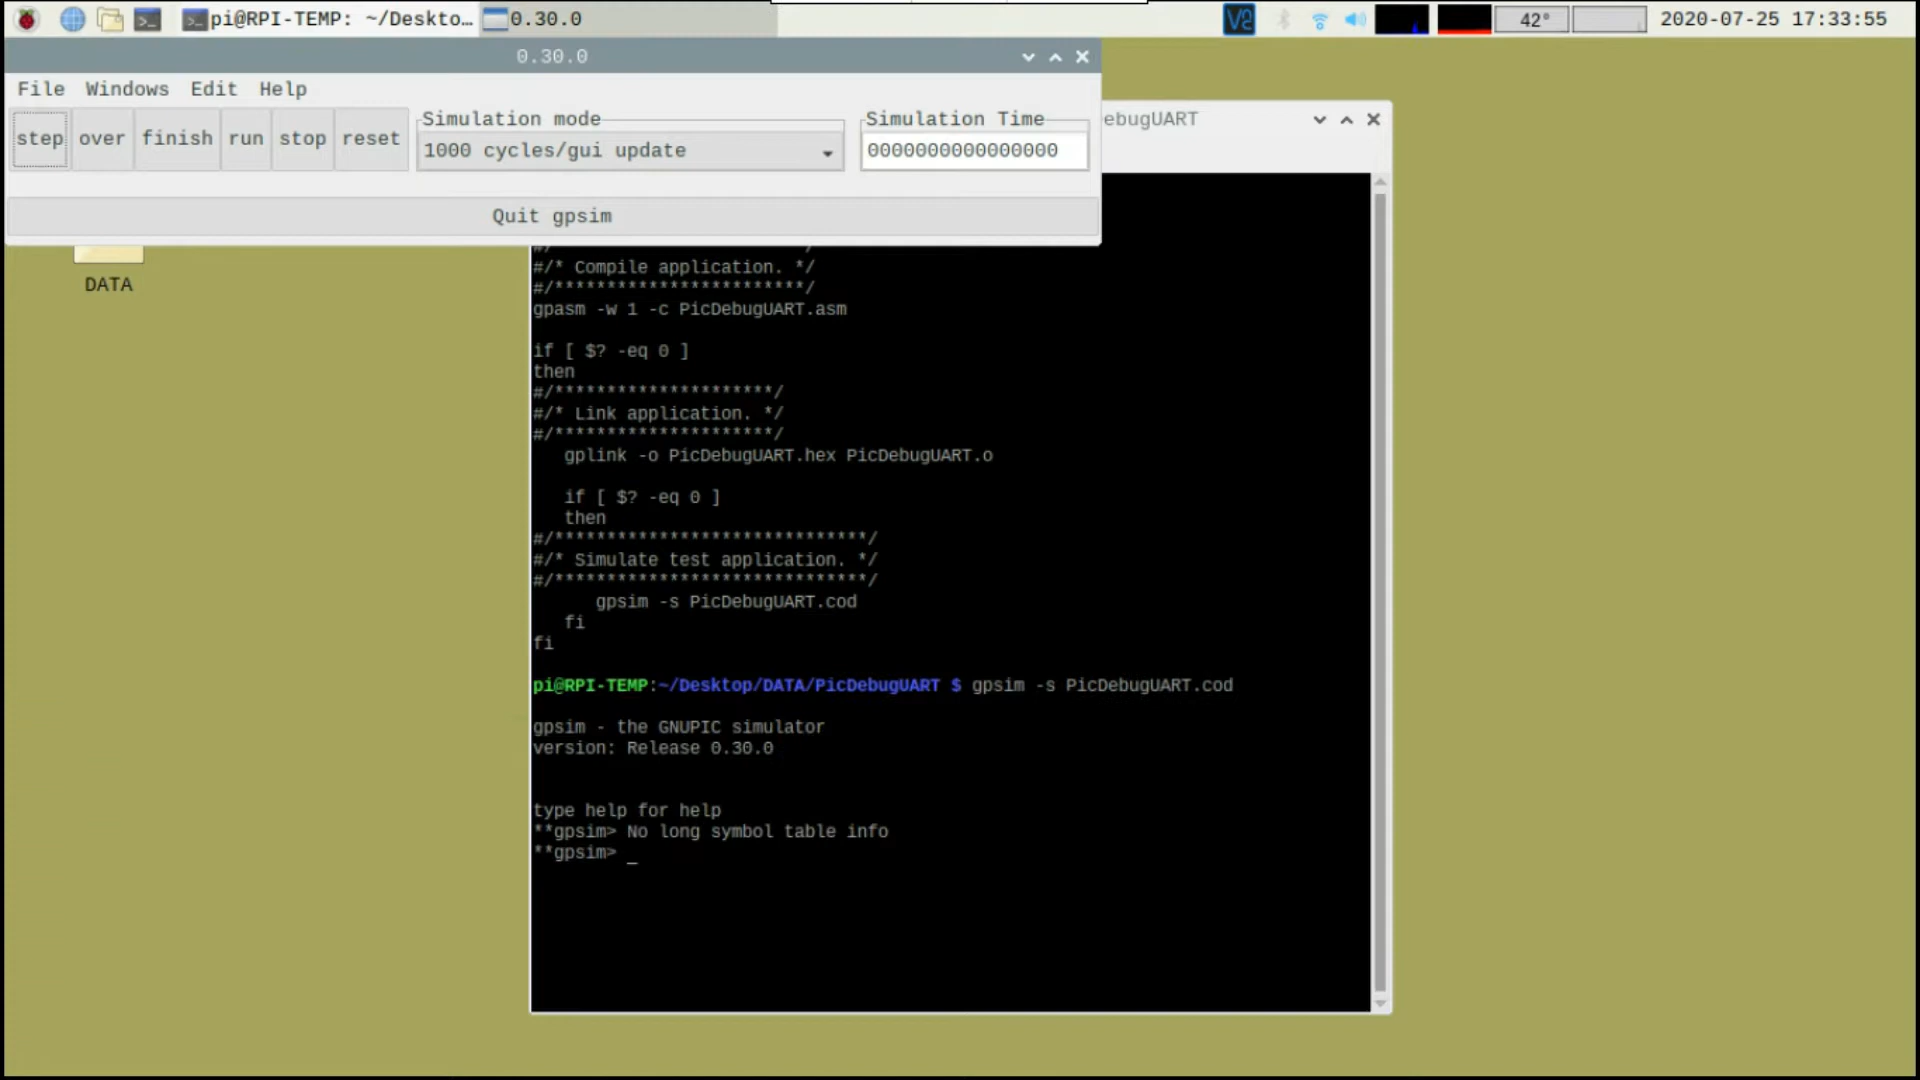 pi@RPI-TEMP: ~/Deskto...
0.30.0
V2
42°
2020-07-25 17:33:55
0.30.0
File Windows Edit Help
step over finish run stop reset
Simulation mode
1000 cycles/gui update
Simulation Time
0000000000000000
Quit gpsim
ebugUART
DATA
#/* Compile application. */
#/************************/
gpasm -w 1 -c PicDebugUART.asm
if [ $? -eq 0 ]
then
#/*********************/
#/* Link application. */
#/*********************/
gplink -o PicDebugUART.hex PicDebugUART.o
if [ $? -eq 0 ]
then
#/******************************/
#/* Simulate test application. */
#/******************************/
gpsim -s PicDebugUART.cod
fi
fi
pi@RPI-TEMP:~/Desktop/DATA/PicDebugUART $ gpsim -s PicDebugUART.cod
gpsim - the GNUPIC simulator
version: Release 0.30.0
type help for help
**gpsim> No long symbol table info
**gpsim> _